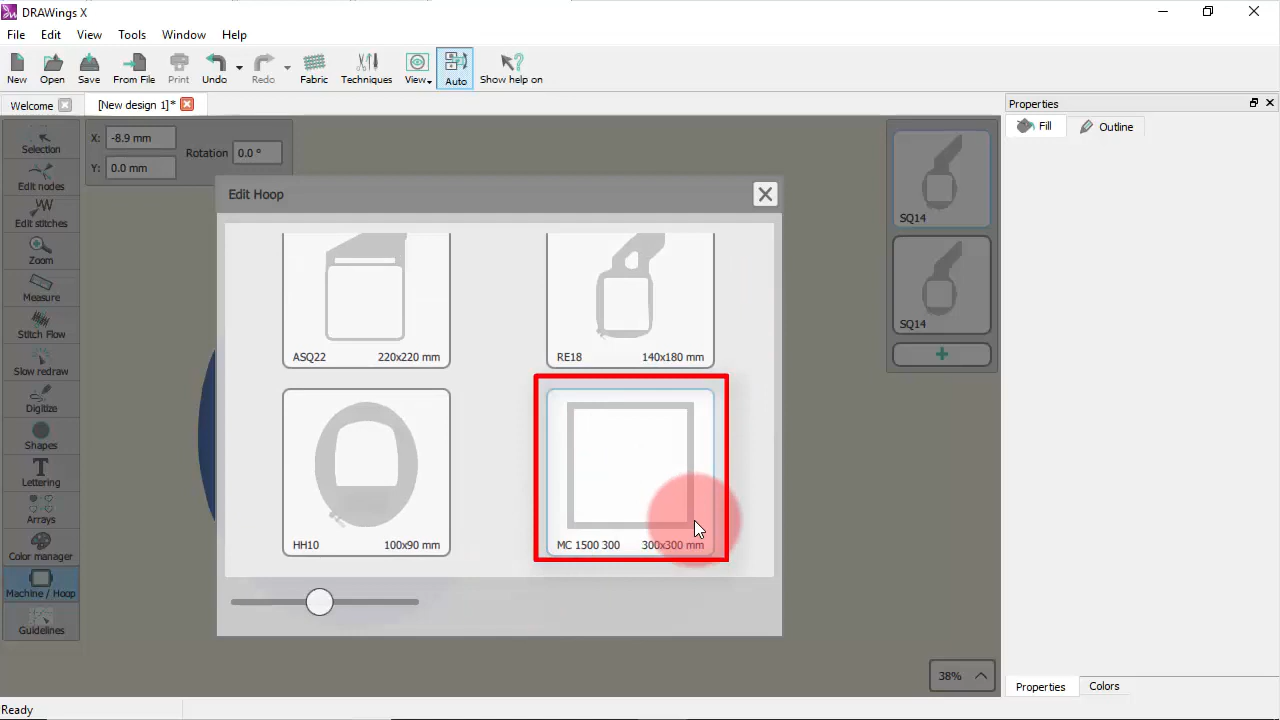 DRAWings X
File Edit View Tools Window Help
New Open Save From File Print Undo Redo Fabric Techniques View Auto Show help on
Welcome [New design 1]*
Properties
Fill Outline
Selection
Edit nodes
Edit stitches
Zoom
Measure
Stitch Flow
Slow redraw
Digitize
Shapes
Lettering
Arrays
Color manager
Machine / Hoop
Guidelines
X: -8.9 mm
Y: 0.0 mm
Rotation 0.0 °
Edit Hoop
ASQ22 220x220 mm
RE18 140x180 mm
HH10 100x90 mm
MC 1500 300 300x300 mm
SQ14
SQ14
38%
Properties Colors
Ready